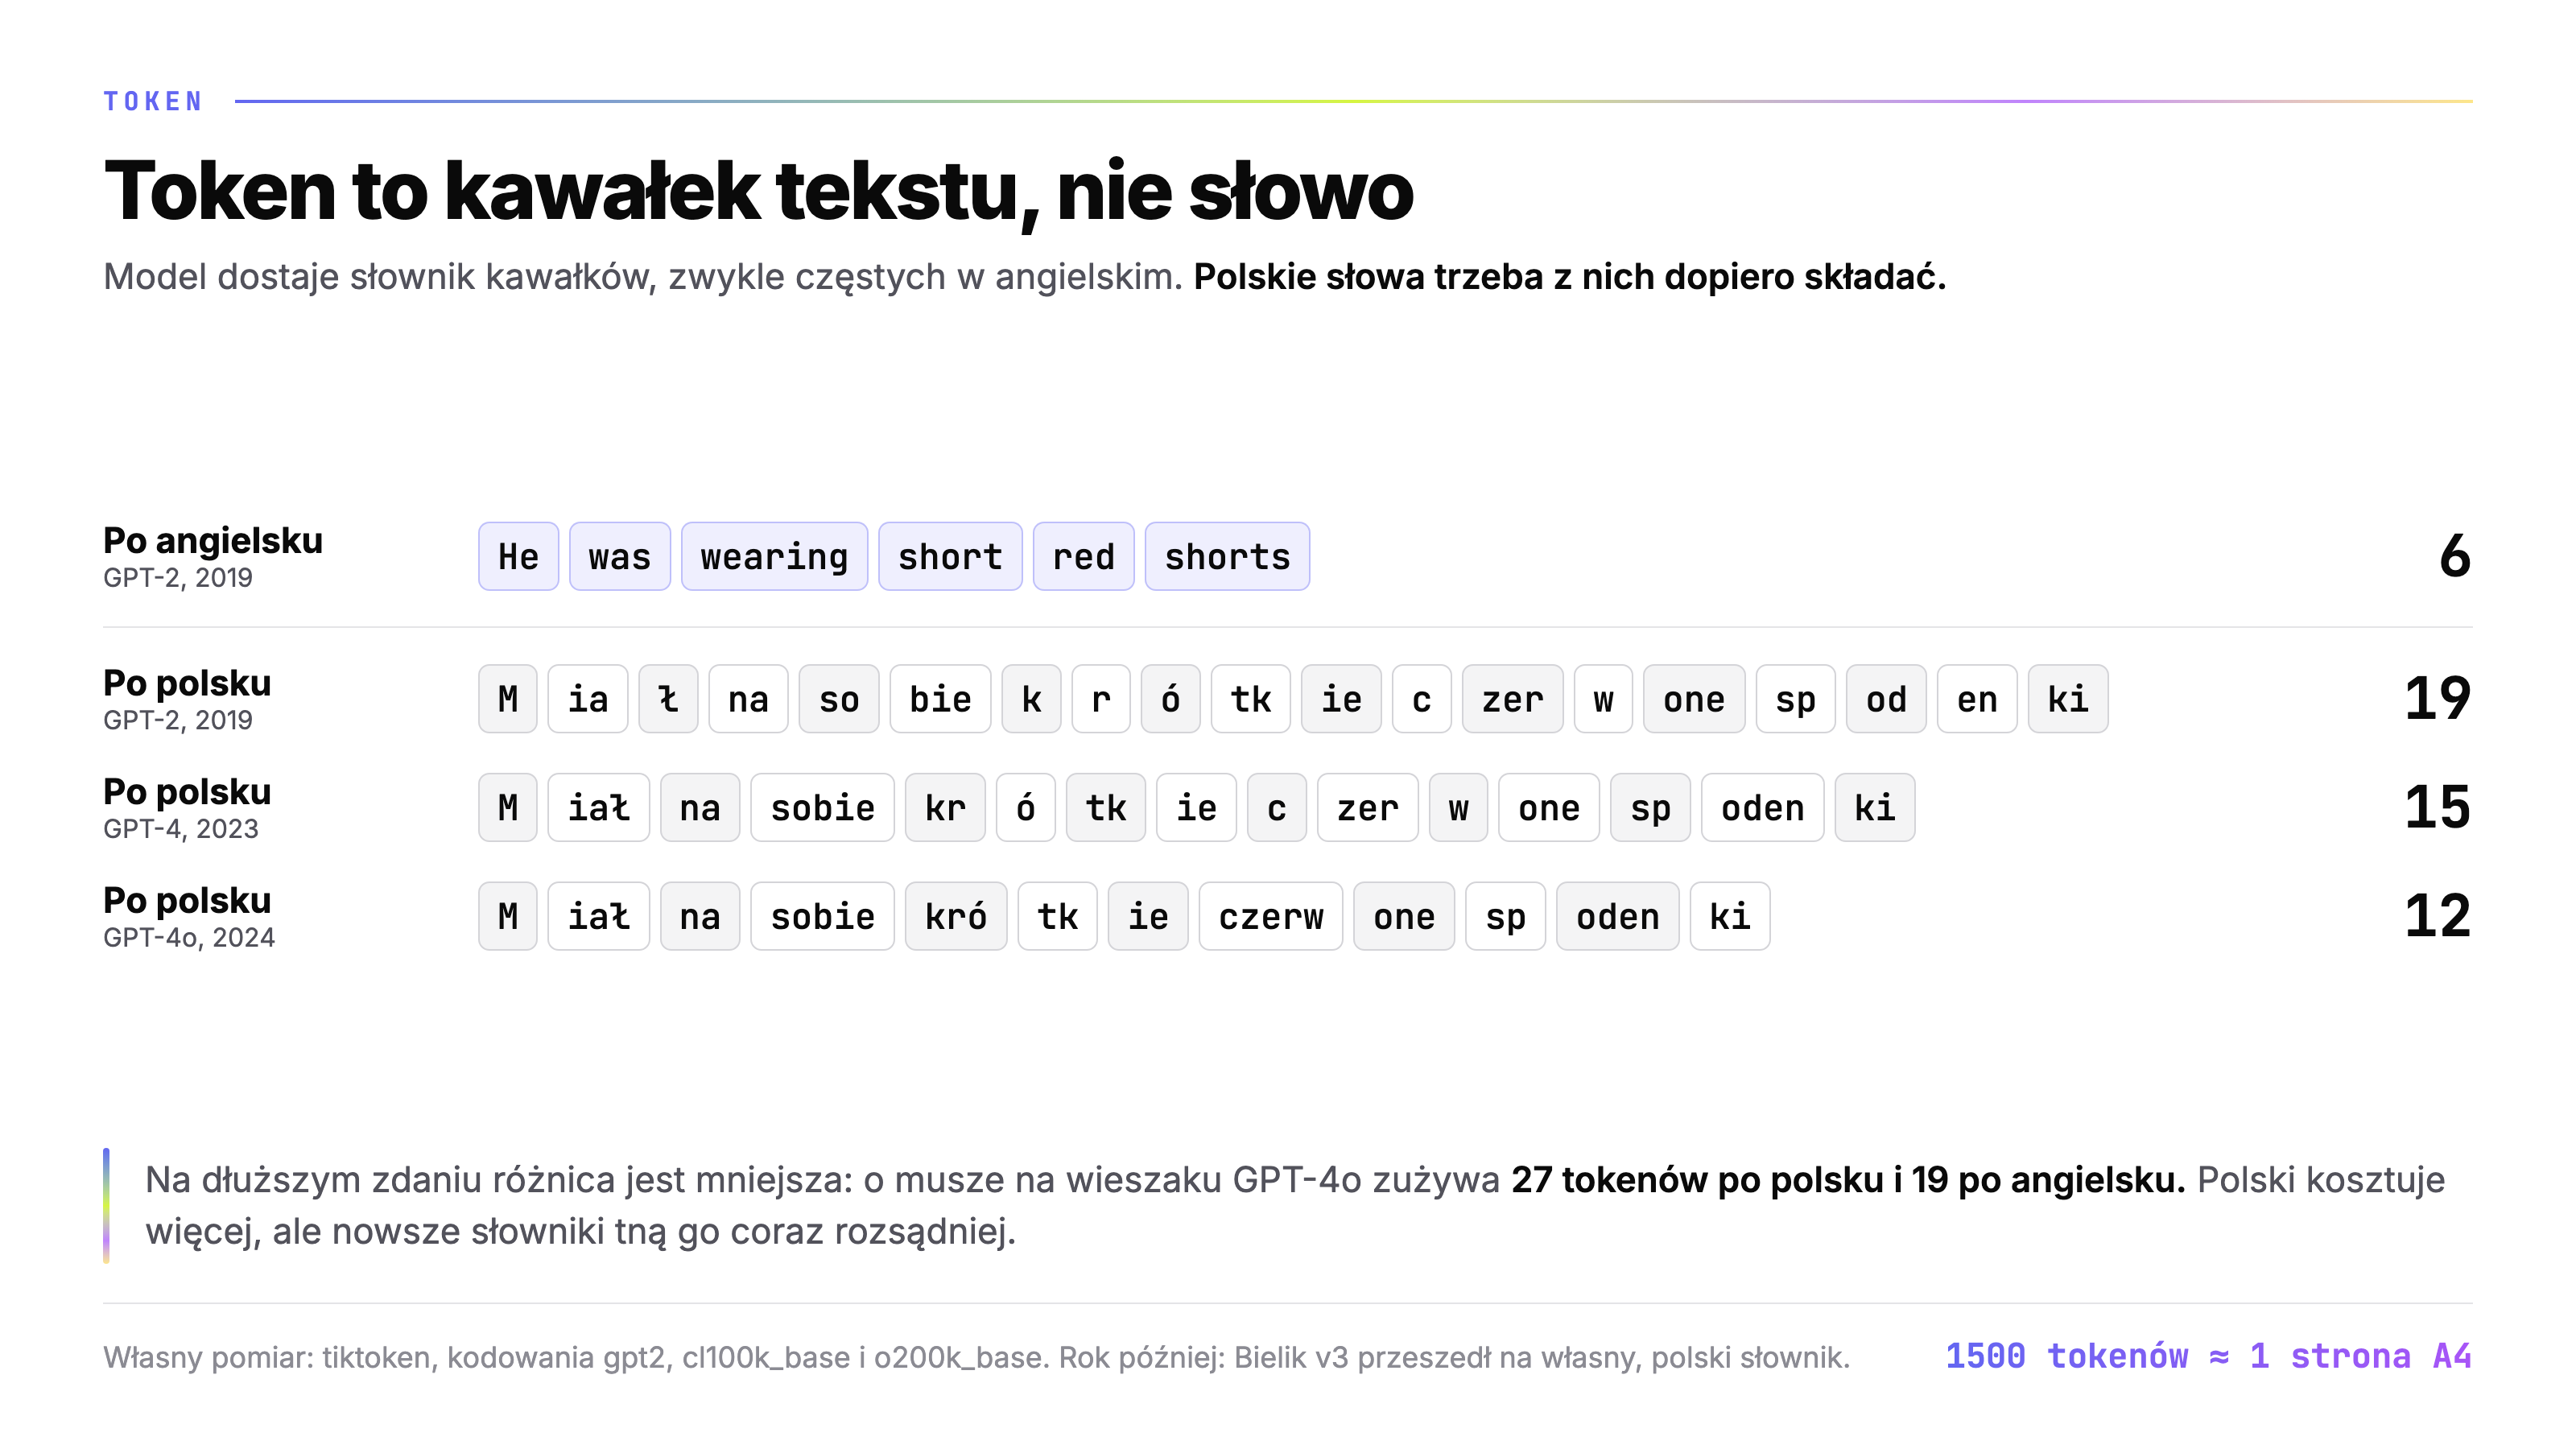 TOKEN
Token to kawałek tekstu, nie słowo
Model dostaje słownik kawałków, zwykle częstych w angielskim. Polskie słowa trzeba z nich dopiero składać.
Po angielsku
GPT-2, 2019
He was wearing short red shorts
6
Po polsku
GPT-2, 2019
M ia ł na so bie k r ó tk ie c zer w one sp od en ki
19
Po polsku
GPT-4, 2023
M iał na sobie kr ó tk ie c zer w one sp oden ki
15
Po polsku
GPT-4o, 2024
M iał na sobie kró tk ie czerw one sp oden ki
12
Na dłuższym zdaniu różnica jest mniejsza: o musze na wieszaku GPT-4o zużywa 27 tokenów po polsku i 19 po angielsku. Polski kosztuje
więcej, ale nowsze słowniki tną go coraz rozsądniej.
Własny pomiar: tiktoken, kodowania gpt2, cl100k_base i o200k_base. Rok później: Bielik v3 przeszedł na własny, polski słownik.
1500 tokenów ≈ 1 strona A4